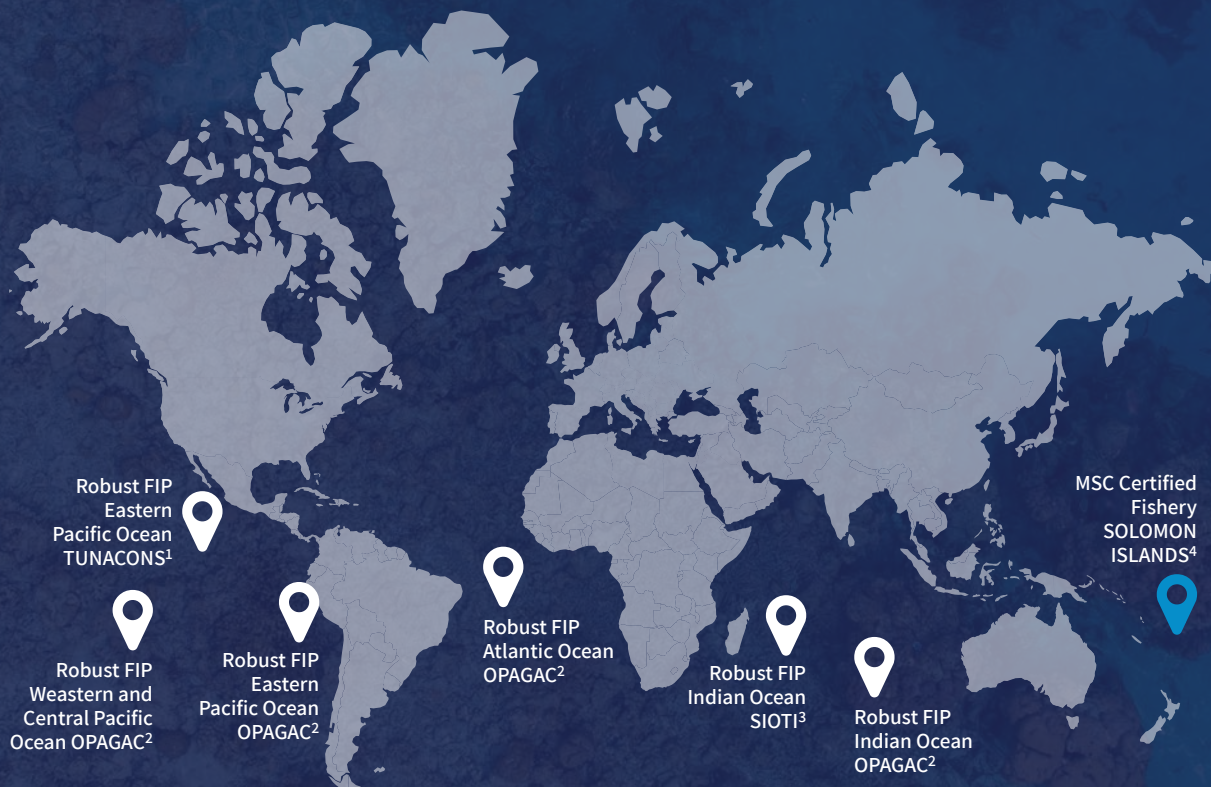 Robust FIP
Eastern
Pacific Ocean
TUNACONS¹
Robust FIP
Weastern and
Central Pacific
Ocean OPAGAC²
Robust FIP
Eastern
Pacific Ocean
OPAGAC²
Robust FIP
Atlantic Ocean
OPAGAC²
Robust FIP
Indian Ocean
SIOTI³
Robust FIP
Indian Ocean
OPAGAC²
MSC Certified
Fishery
SOLOMON
ISLANDS⁴